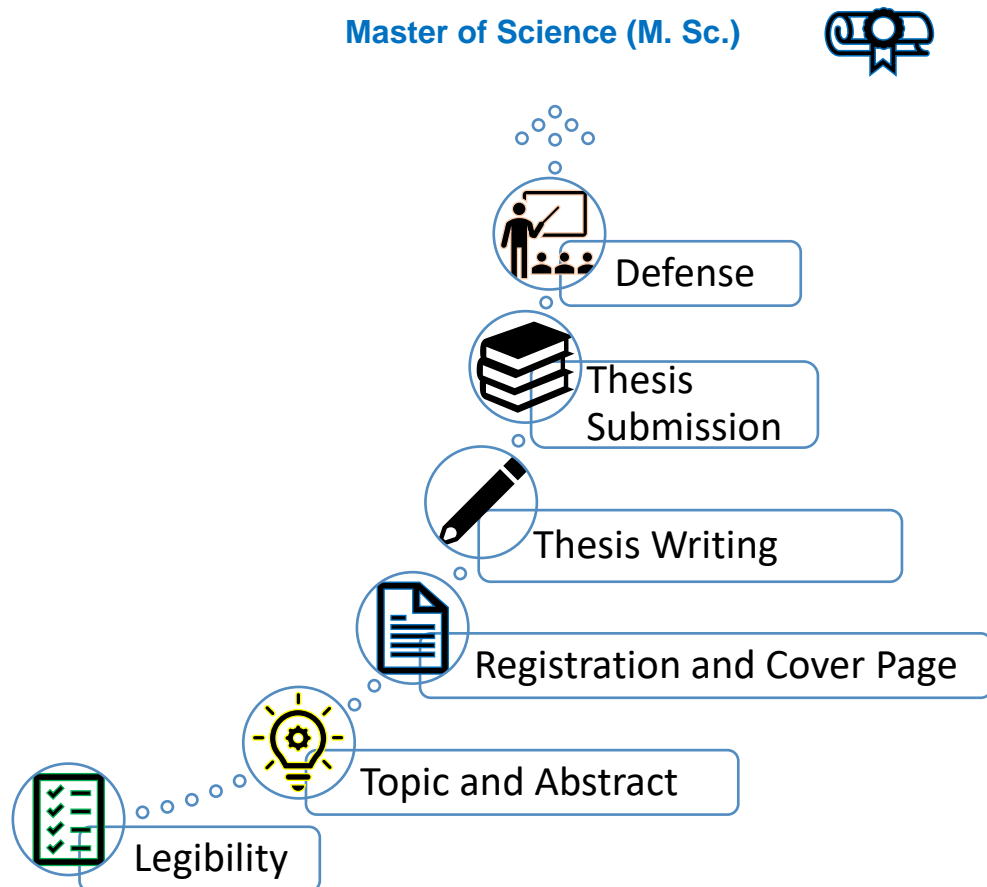 Master of Science (M. Sc.)
Defense
Thesis
Submission
Thesis Writing
Registration and Cover Page
Topic and Abstract
Legibility